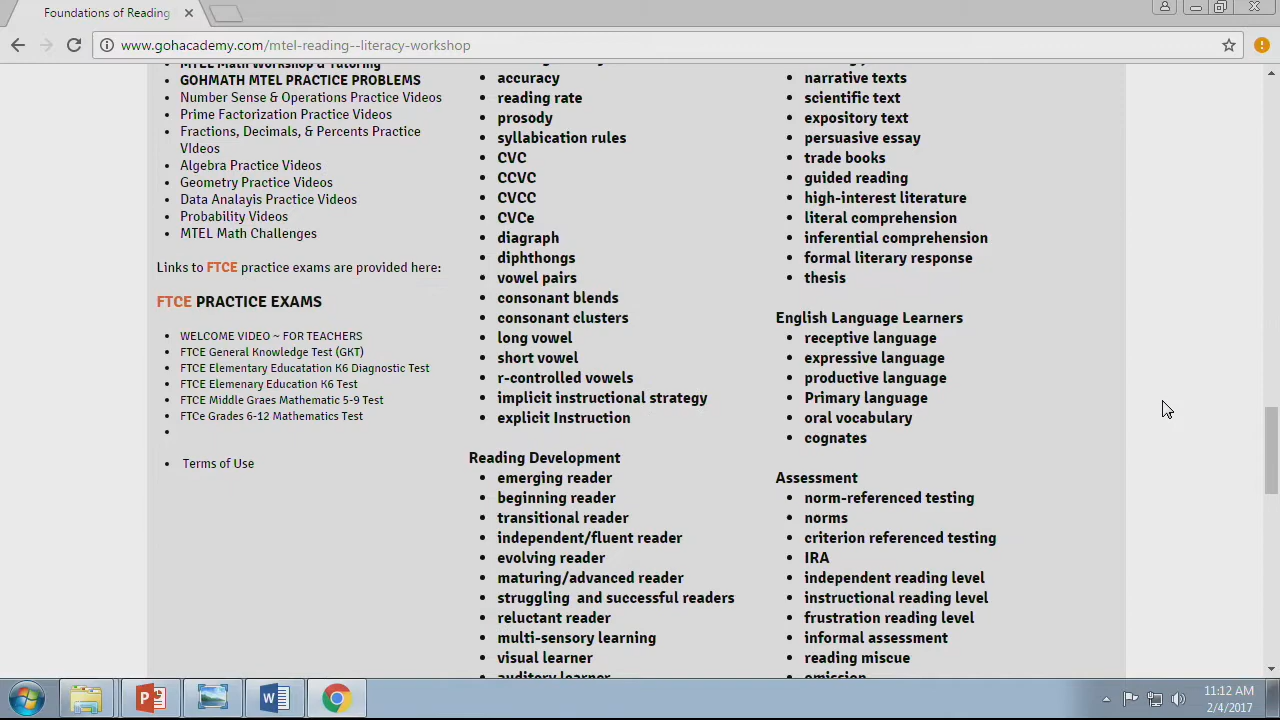 Foundations of Reading
www.gohacademy.com/mtel-reading--literacy-workshop
MTEL Math Workshop & Tutoring
GOHMATH MTEL PRACTICE PROBLEMS
Number Sense & Operations Practice Videos
Prime Factorization Practice Videos
Fractions, Decimals, & Percents Practice
VIdeos
Algebra Practice Videos
Geometry Practice Videos
Data Analayis Practice Videos
Probability Videos
MTEL Math Challenges
Links to FTCE practice exams are provided here:
FTCE PRACTICE EXAMS
WELCOME VIDEO ~ FOR TEACHERS
FTCE General Knowledge Test (GKT)
FTCE Elementary Educatation K6 Diagnostic Test
FTCE Elemenary Education K6 Test
FTCE Middle Graes Mathematic 5-9 Test
FTCe Grades 6-12 Mathematics Test
Terms of Use
accuracy
reading rate
prosody
syllabication rules
CVC
CCVC
CVCC
CVCe
diagraph
diphthongs
vowel pairs
consonant blends
consonant clusters
long vowel
short vowel
r-controlled vowels
implicit instructional strategy
explicit Instruction
Reading Development
emerging reader
beginning reader
transitional reader
independent/fluent reader
evolving reader
maturing/advanced reader
struggling  and successful readers
reluctant reader
multi-sensory learning
visual learner
auditory learner
narrative texts
scientific text
expository text
persuasive essay
trade books
guided reading
high-interest literature
literal comprehension
inferential comprehension
formal literary response
thesis
English Language Learners
receptive language
expressive language
productive language
Primary language
oral vocabulary
cognates
Assessment
norm-referenced testing
norms
criterion referenced testing
IRA
independent reading level
instructional reading level
frustration reading level
informal assessment
reading miscue
omission
11:12 AM
2/4/2017